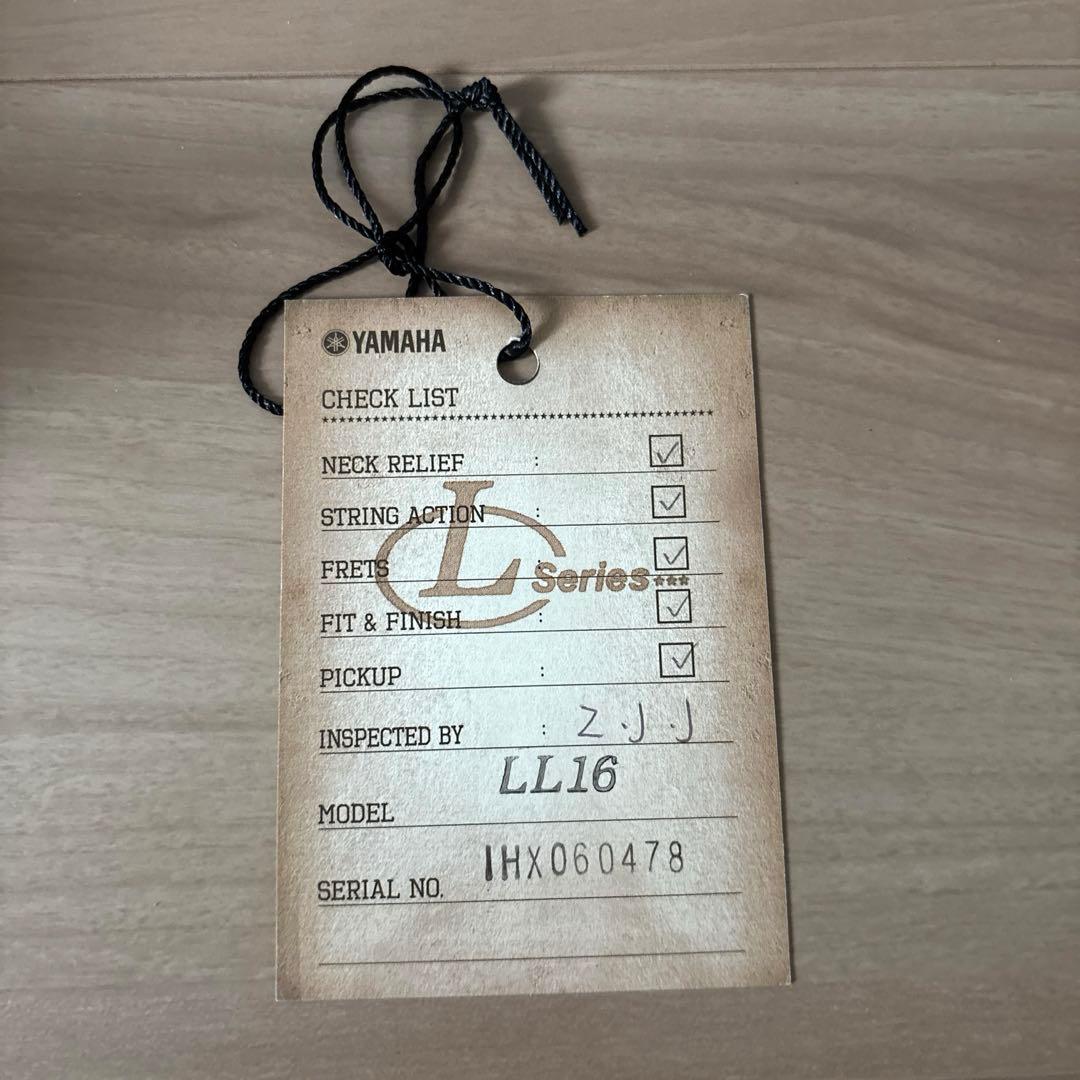 YAMAHA
CHECK LIST
NECK RELIEF :
STRING ACTION :
FRETS :
L Series
FIT & FINISH :
PICKUP :
INSPECTED BY : Z.J.J
LL16
MODEL
IHX060478
SERIAL NO.